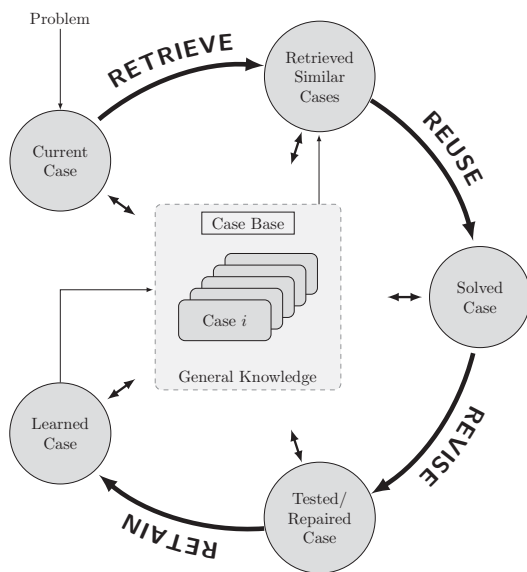 Problem
RETRIEVE
Retrieved
Similar
Cases
Current
Case
REUSE
Case Base
Case i
General Knowledge
Solved
Case
Learned
Case
REVISE
Tested/
Repaired
Case
RETAIN